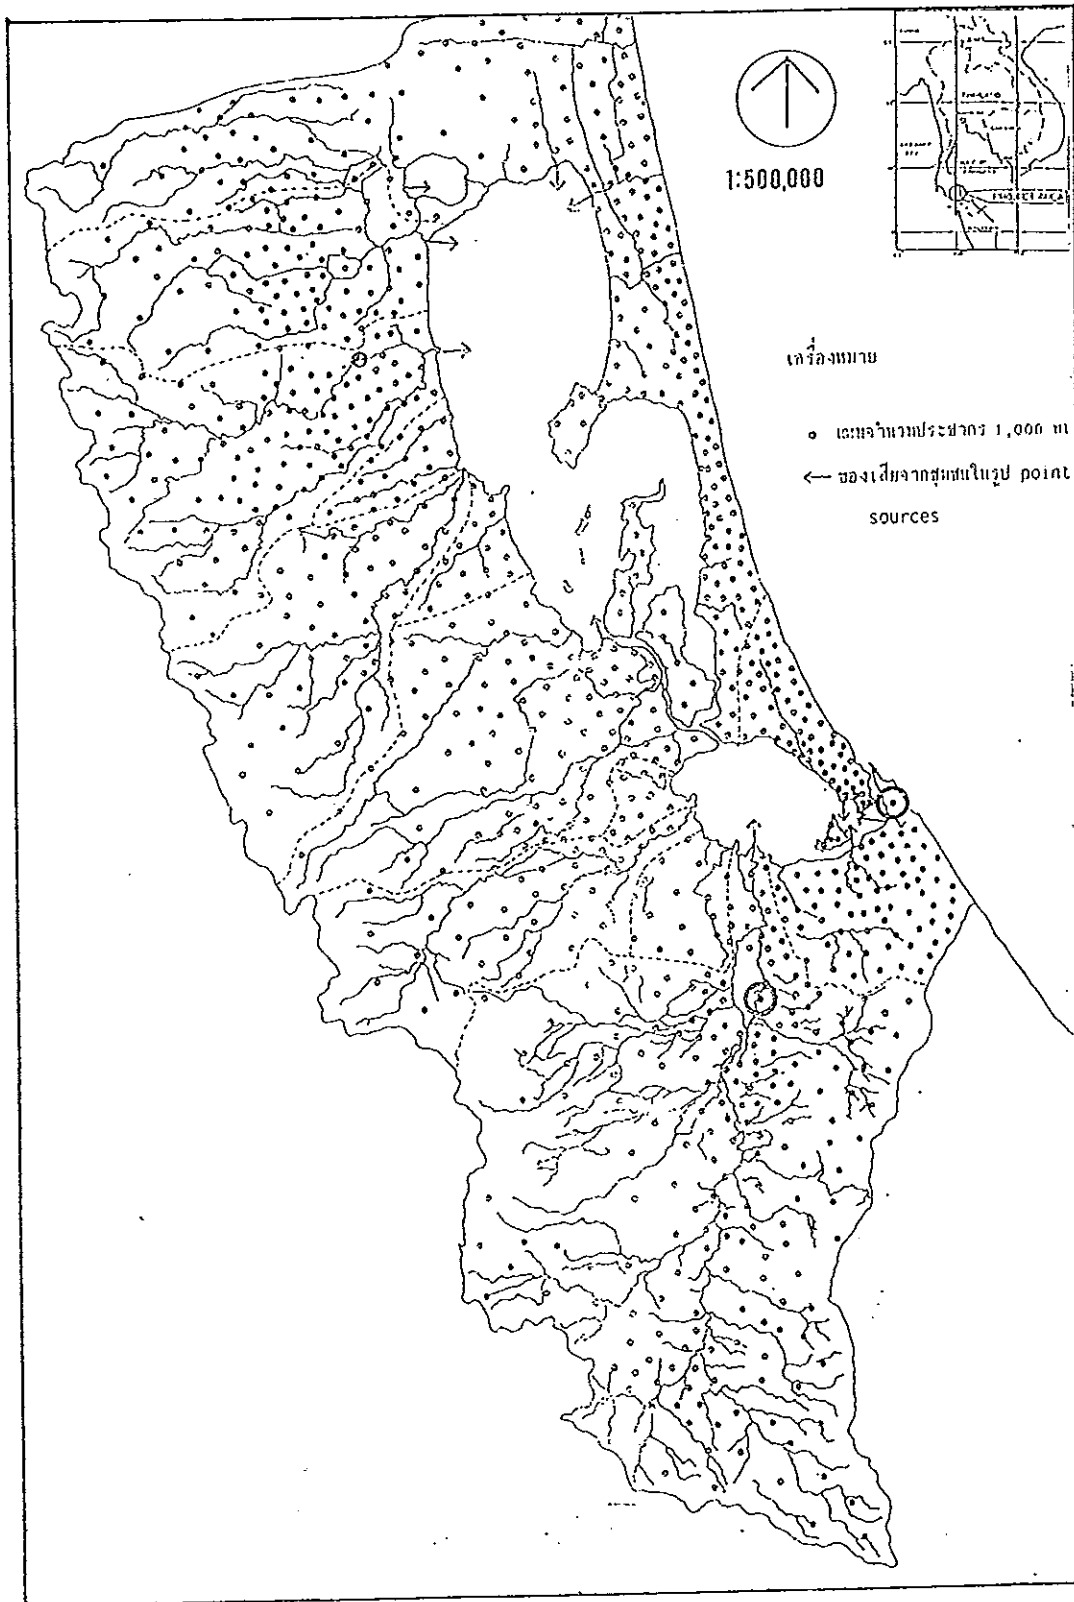 1:500,000
เครื่องหมาย
แทนจำนวนประชากร 1,000
ของเสียจากชุมชนในรูป point
sources
PROJECT AREA